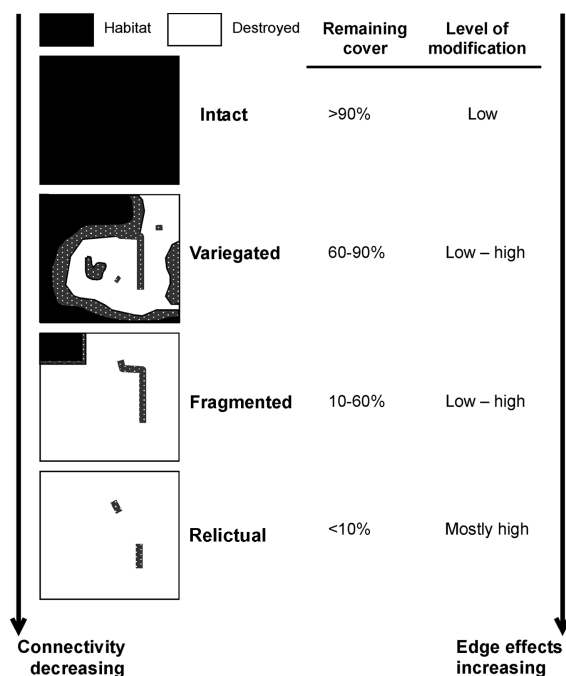 Habitat Destroyed Remaining cover Level of modification
Intact >90% Low
Variegated 60-90% Low – high
Fragmented 10-60% Low – high
Relictual <10% Mostly high
Connectivity decreasing
Edge effects increasing